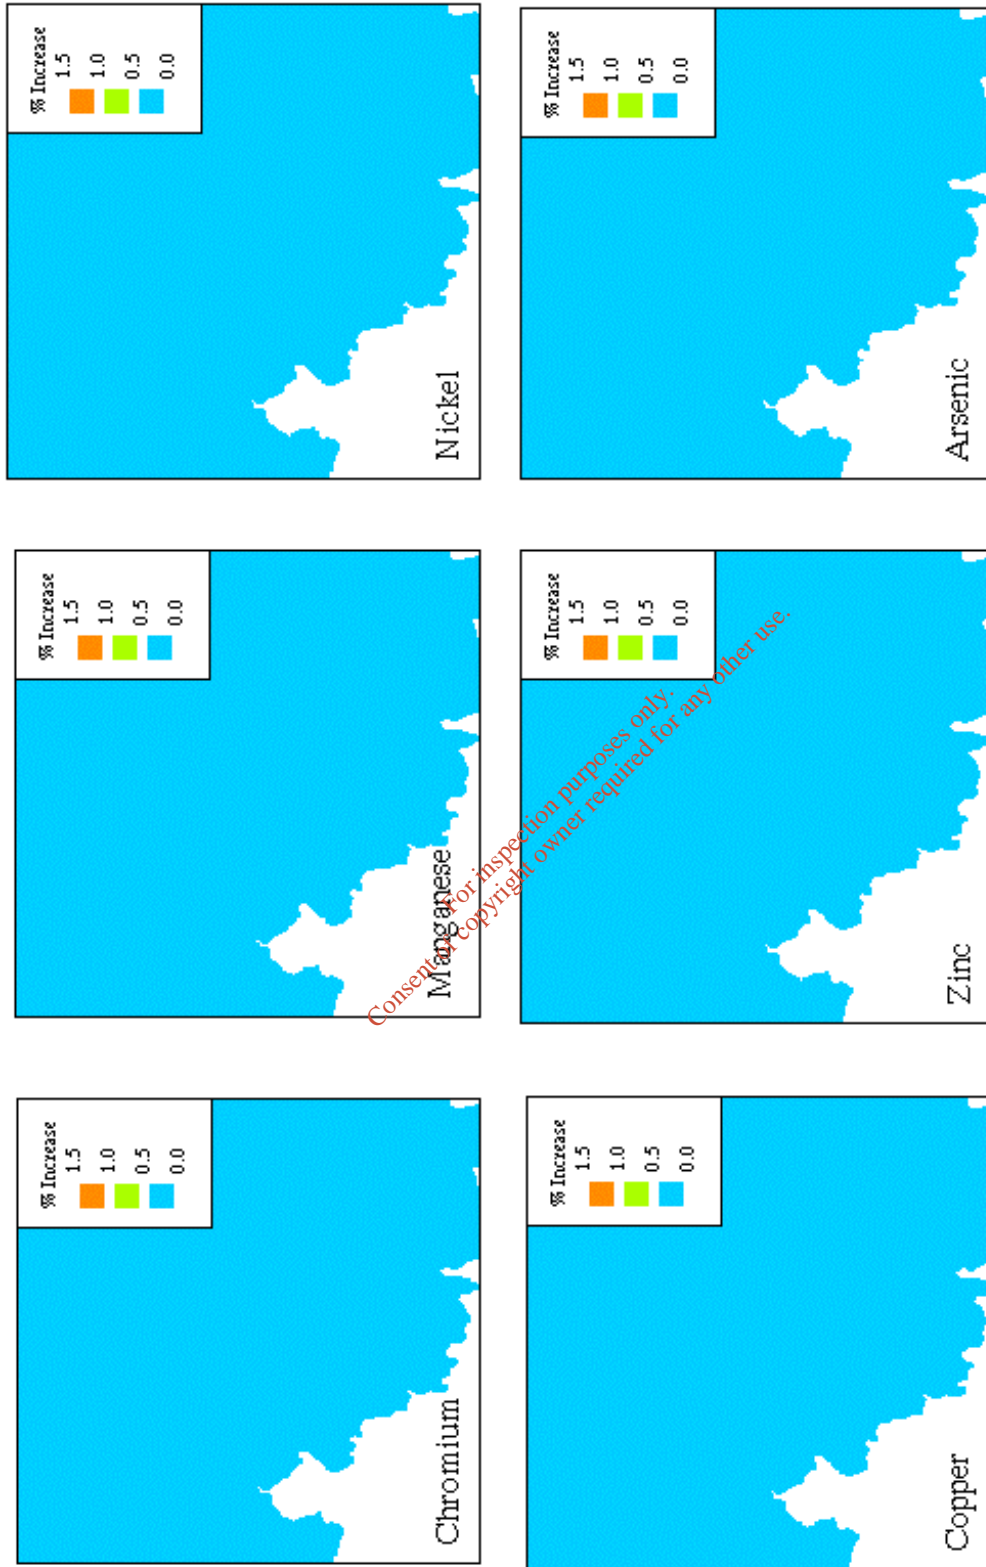 % Increase
1.5
1.0
0.5
0.0
Chromium
% Increase
1.5
1.0
0.5
0.0
Manganese
% Increase
1.5
1.0
0.5
0.0
Nickel
% Increase
1.5
1.0
0.5
0.0
Copper
% Increase
1.5
1.0
0.5
0.0
Zinc
% Increase
1.5
1.0
0.5
0.0
Arsenic
For inspection purposes only.
Consent of copyright owner required for any other use.